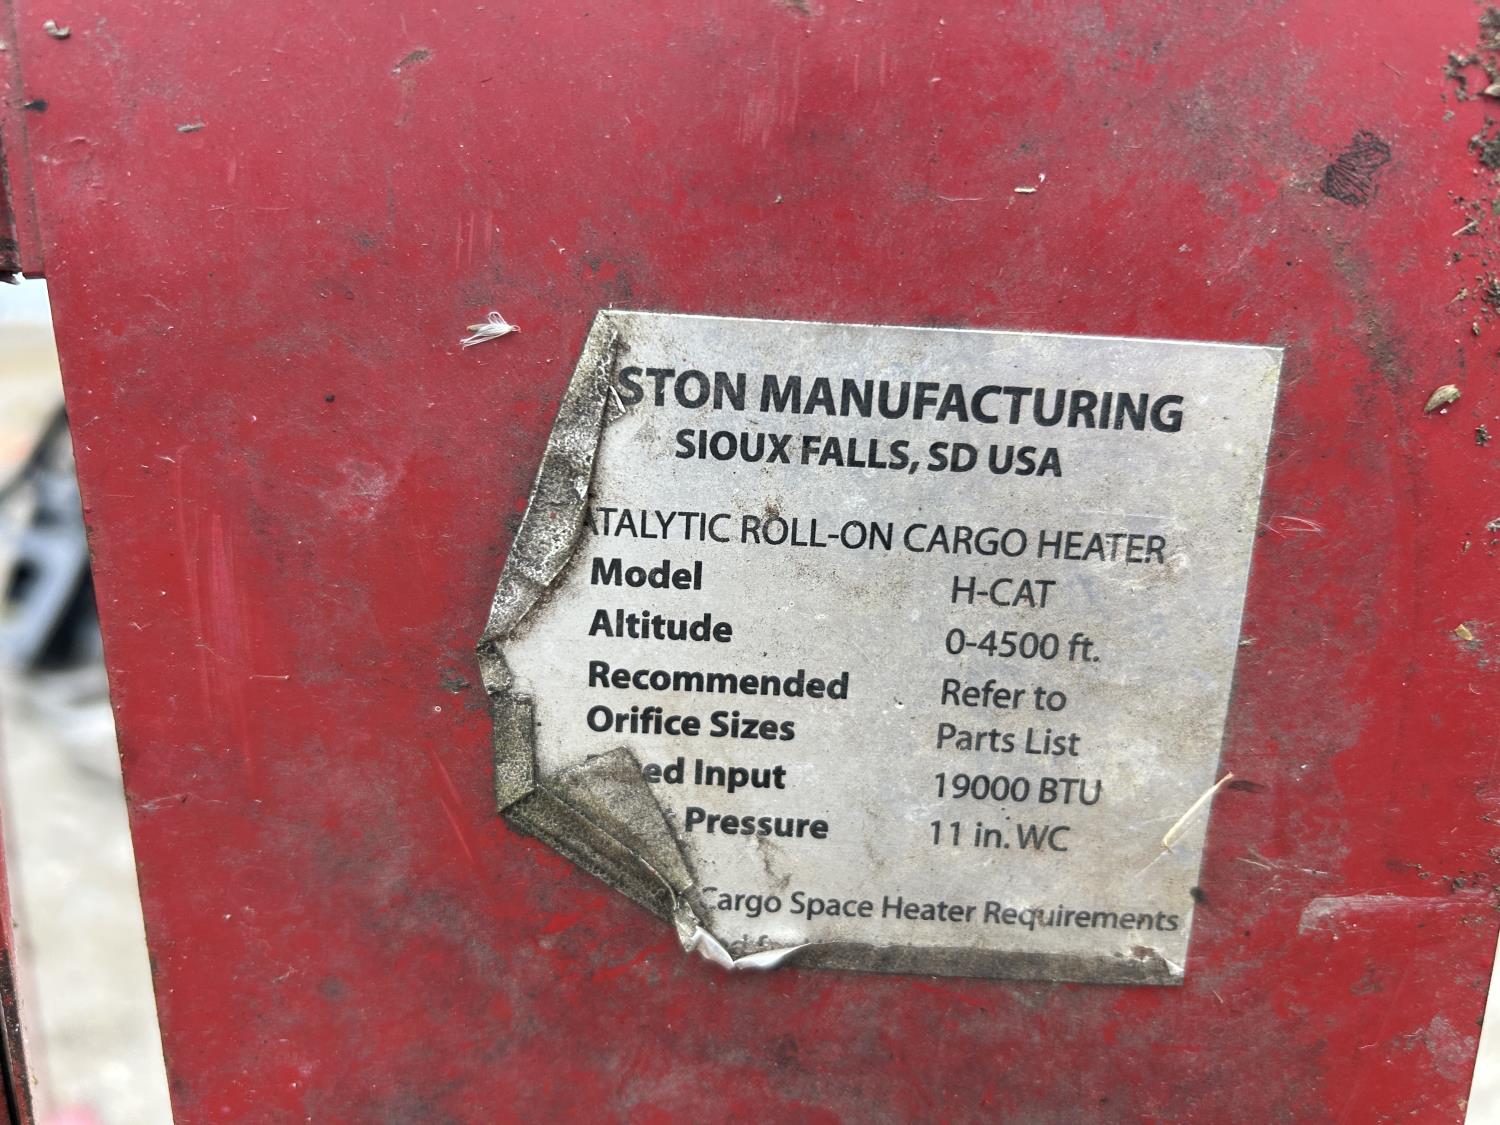 STON MANUFACTURING
SIOUX FALLS, SD USA
ATALYTIC ROLL-ON CARGO HEATER
Model H-CAT
Altitude 0-4500 ft.
Recommended Refer to
Orifice Sizes Parts List
ed Input 19000 BTU
Pressure 11 in. WC
Cargo Space Heater Requirements